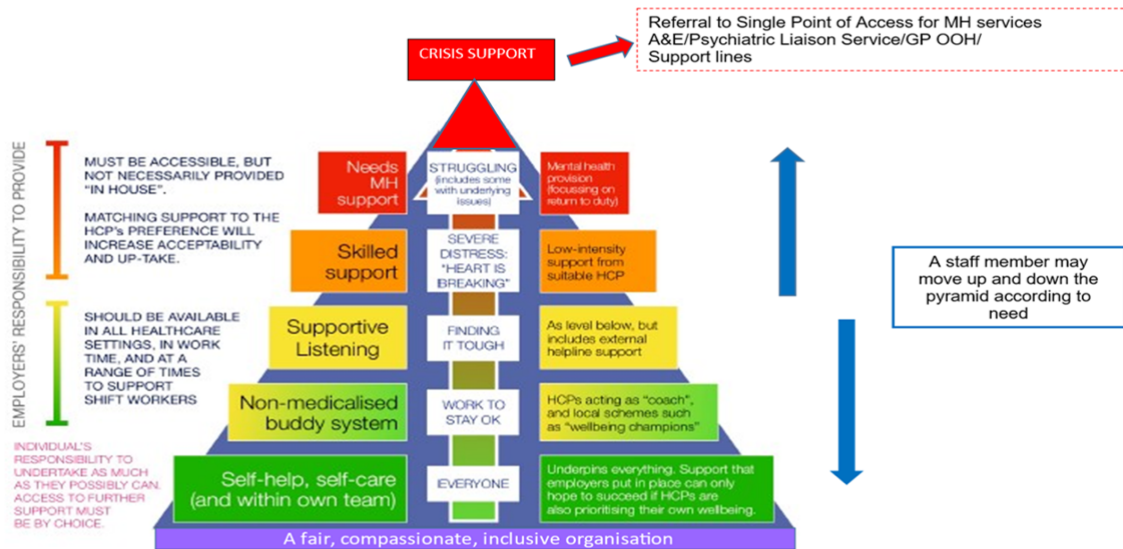 CRISIS SUPPORT
Referral to Single Point of Access for MH services
A&E/Psychiatric Liaison Service/GP OOH/
Support lines
EMPLOYERS' RESPONSIBILITY TO PROVIDE
MUST BE ACCESSIBLE, BUT
NOT NECESSARILY PROVIDED
"IN HOUSE".
MATCHING SUPPORT TO THE
HCP's PREFERENCE WILL
INCREASE ACCEPTABILITY
AND UP-TAKE.
Needs
MH
support
STRUGGLING
(includes some
with underlying
issues)
Mental health
provision
(focussing on
return to duty)
Skilled
support
SEVERE
DISTRESS:
"HEART IS
BREAKING"
Low-intensity
support from
suitable HCP
SHOULD BE AVAILABLE
IN ALL HEALTHCARE
SETTINGS, IN WORK
TIME, AND AT A
RANGE OF TIMES
TO SUPPORT
SHIFT WORKERS
Supportive
Listening
FINDING
IT TOUGH
As level below, but
includes external
helpline support
Non-medicalised
buddy system
WORK TO
STAY OK
HCPs acting as "coach",
and local schemes such
as "wellbeing champions"
INDIVIDUAL'S
RESPONSIBILITY TO
UNDERTAKE AS MUCH
AS THEY POSSIBLY CAN.
ACCESS TO FURTHER
SUPPORT MUST
BE BY CHOICE.
Self-help, self-care
(and within own team)
EVERYONE
Underpins everything. Support that
employers put in place can only
hope to succeed if HCPs are
also prioritising their own wellbeing.
A fair, compassionate, inclusive organisation
A staff member may
move up and down the
pyramid according to
need